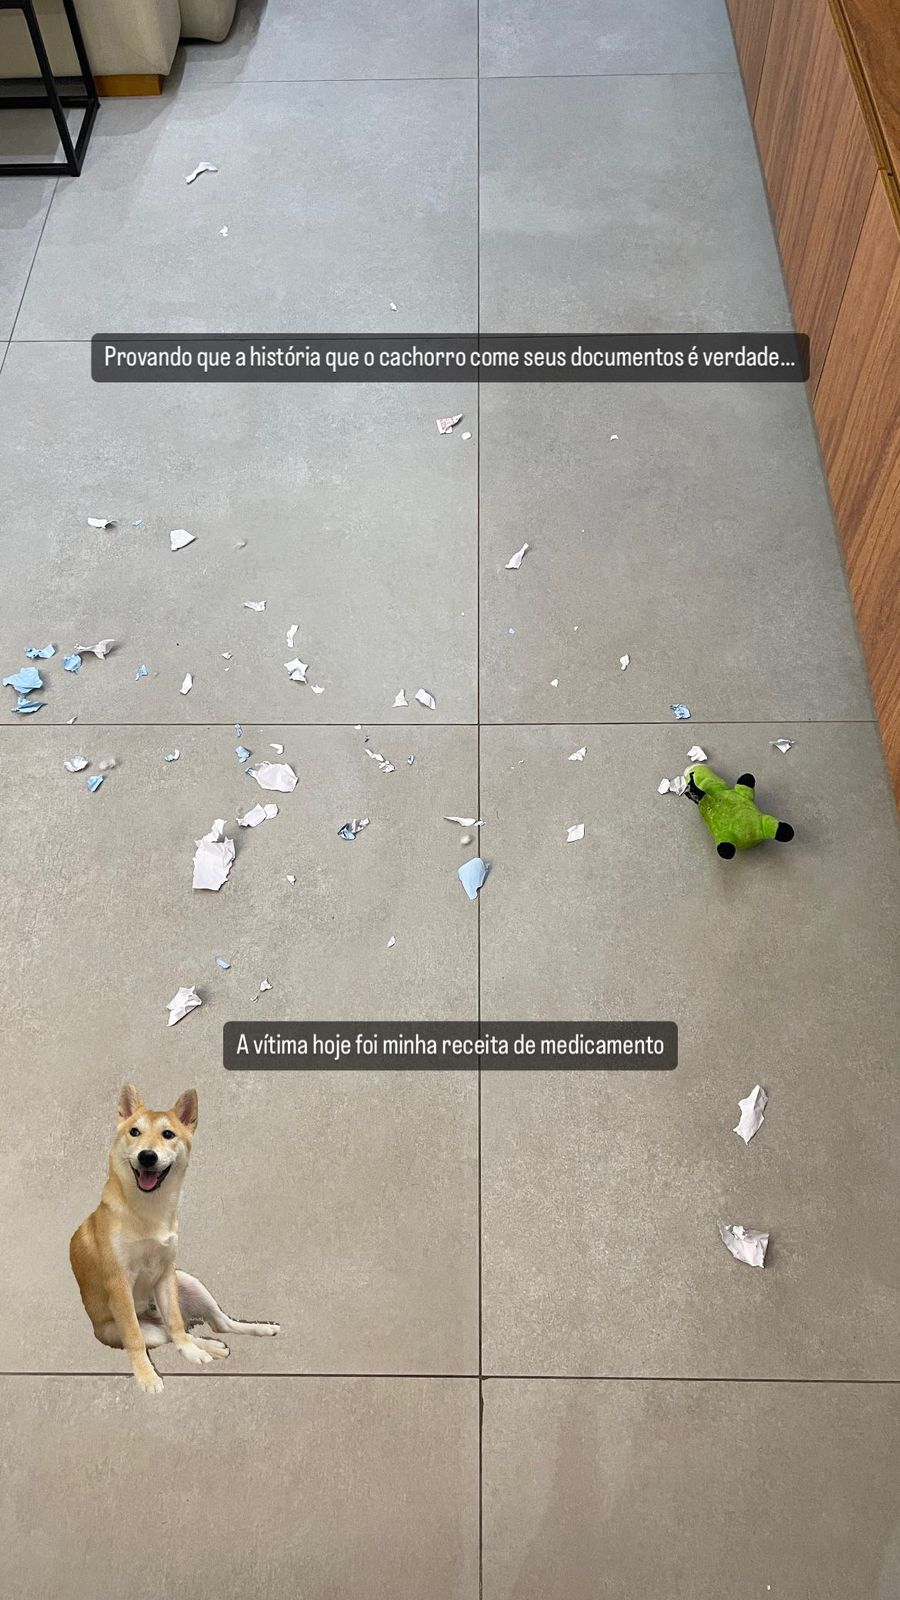 Provando que a história que o cachorro come seus documentos é verdade...
A vítima hoje foi minha receita de medicamento